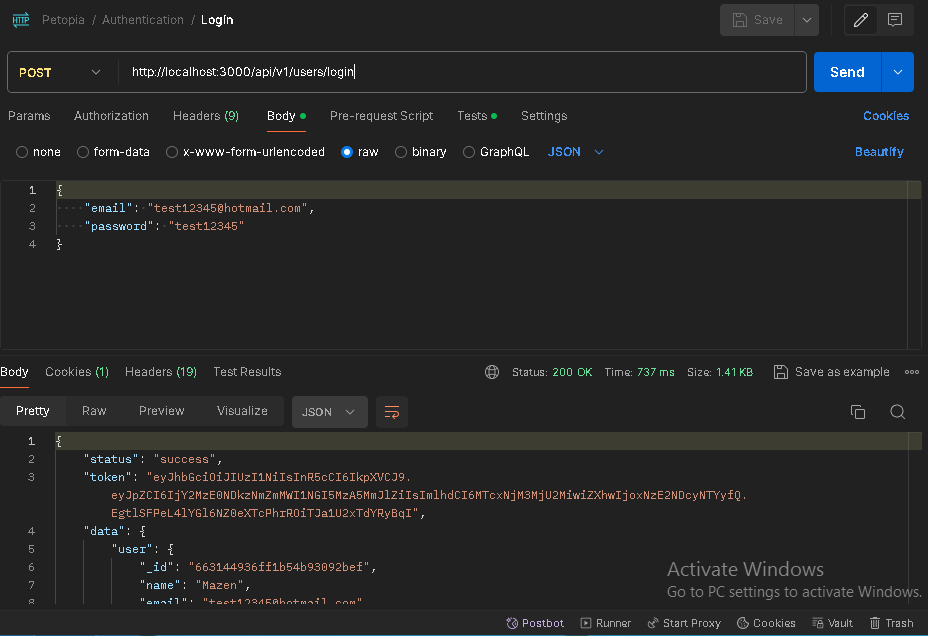 HTTP Petopia / Authentication / Login Save
POST http://localhost:3000/api/v1/users/login Send
Params Authorization Headers (9) Body Pre-request Script Tests Settings Cookies
none form-data x-www-form-urlencoded raw binary GraphQL JSON Beautify
1 {
2 "email": "test12345@hotmail.com",
3 "password": "test12345"
4 }
Body Cookies (1) Headers (19) Test Results Status: 200 OK Time: 737 ms Size: 1.41 KB Save as example
Pretty Raw Preview Visualize JSON
1 {
2 "status": "success",
3 "token": "eyJhbGciOiJIUzI1NiIsInR5cCI6IkpXVCJ9.
eyJpZCI6IjY2MzE0NDkzNmZmMWI1NGI5MzA5MmJlZiIsImlhdCI6MTcxNjM3MjU2MiwiZXhwIjoxNzE2NDcyNTYyfQ.
EgtlSFPeL4lYGl6NZ0eXTcPhrROiTJa1U2xTdYRyBqI",
4 "data": {
5 "user": {
6 "_id": "663144936ff1b54b93092bef",
7 "name": "Mazen",
8 "email": "test12345@hotmail.com"
Activate Windows
Go to PC settings to activate Windows.
Postbot Runner Start Proxy Cookies Vault Trash